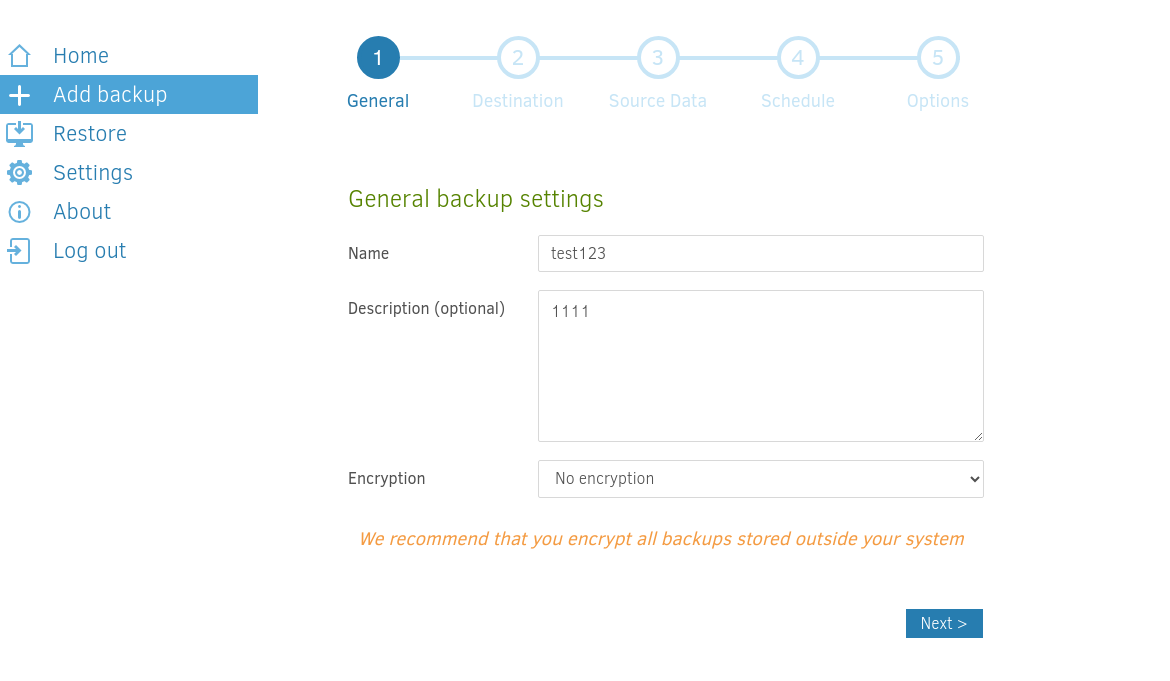 Home
Add backup
Restore
Settings
About
Log out
1 2 3 4 5
General Destination Source Data Schedule Options
General backup settings
Name test123
Description (optional) 1111
Encryption No encryption
We recommend that you encrypt all backups stored outside your system
Next >